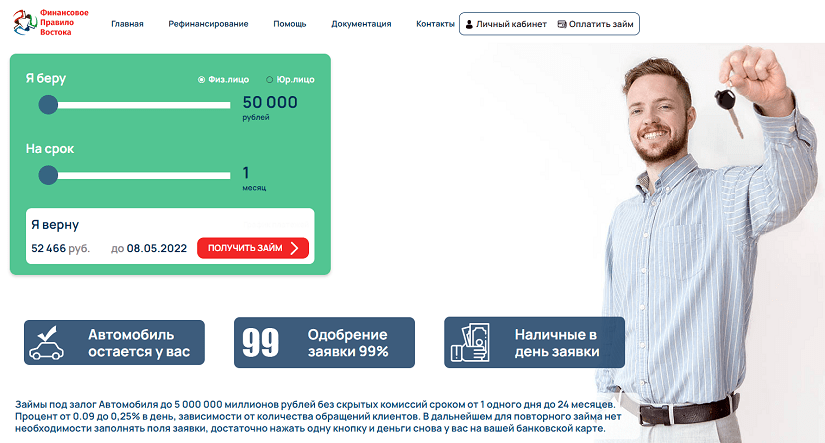 Финансовое
Правило
Востока
Главная Рефинансирование Помощь Документация Контакты Личный кабинет Оплатить займ
Я беру Физ.лицо Юр.лицо
50 000
рублей
На срок
1
месяц
Я верну
52 466 руб. до 08.05.2022 ПОЛУЧИТЬ ЗАЙМ
Автомобиль
остается у вас
99
Одобрение
заявки 99%
Наличные в
день заявки
Займы под залог Автомобиля до 5 000 000 миллионов рублей без скрытых комиссий сроком от 1 одного дня до 24 месяцев.
Процент от 0.09 до 0,25% в день, зависимости от количества обращений клиентов. В дальнейшем для повторного займа нет
необходимости заполнять поля заявки, достаточно нажать одну кнопку и деньги снова у вас на вашей банковской карте.